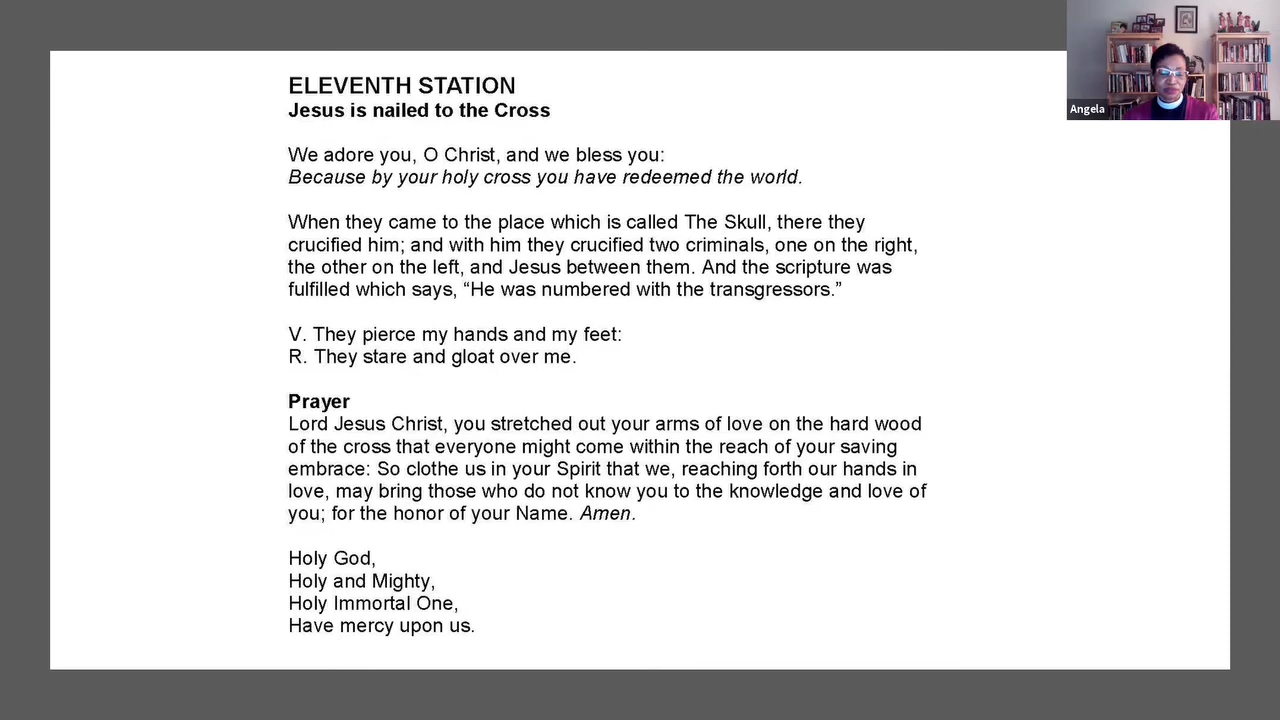 ELEVENTH STATION
Jesus is nailed to the Cross
We adore you, O Christ, and we bless you:
Because by your holy cross you have redeemed the world.
When they came to the place which is called The Skull, there they
crucified him; and with him they crucified two criminals, one on the right,
the other on the left, and Jesus between them. And the scripture was
fulfilled which says, “He was numbered with the transgressors.”
V. They pierce my hands and my feet:
R. They stare and gloat over me.
Prayer
Lord Jesus Christ, you stretched out your arms of love on the hard wood
of the cross that everyone might come within the reach of your saving
embrace: So clothe us in your Spirit that we, reaching forth our hands in
love, may bring those who do not know you to the knowledge and love of
you; for the honor of your Name. Amen.
Holy God,
Holy and Mighty,
Holy Immortal One,
Have mercy upon us.
Angela